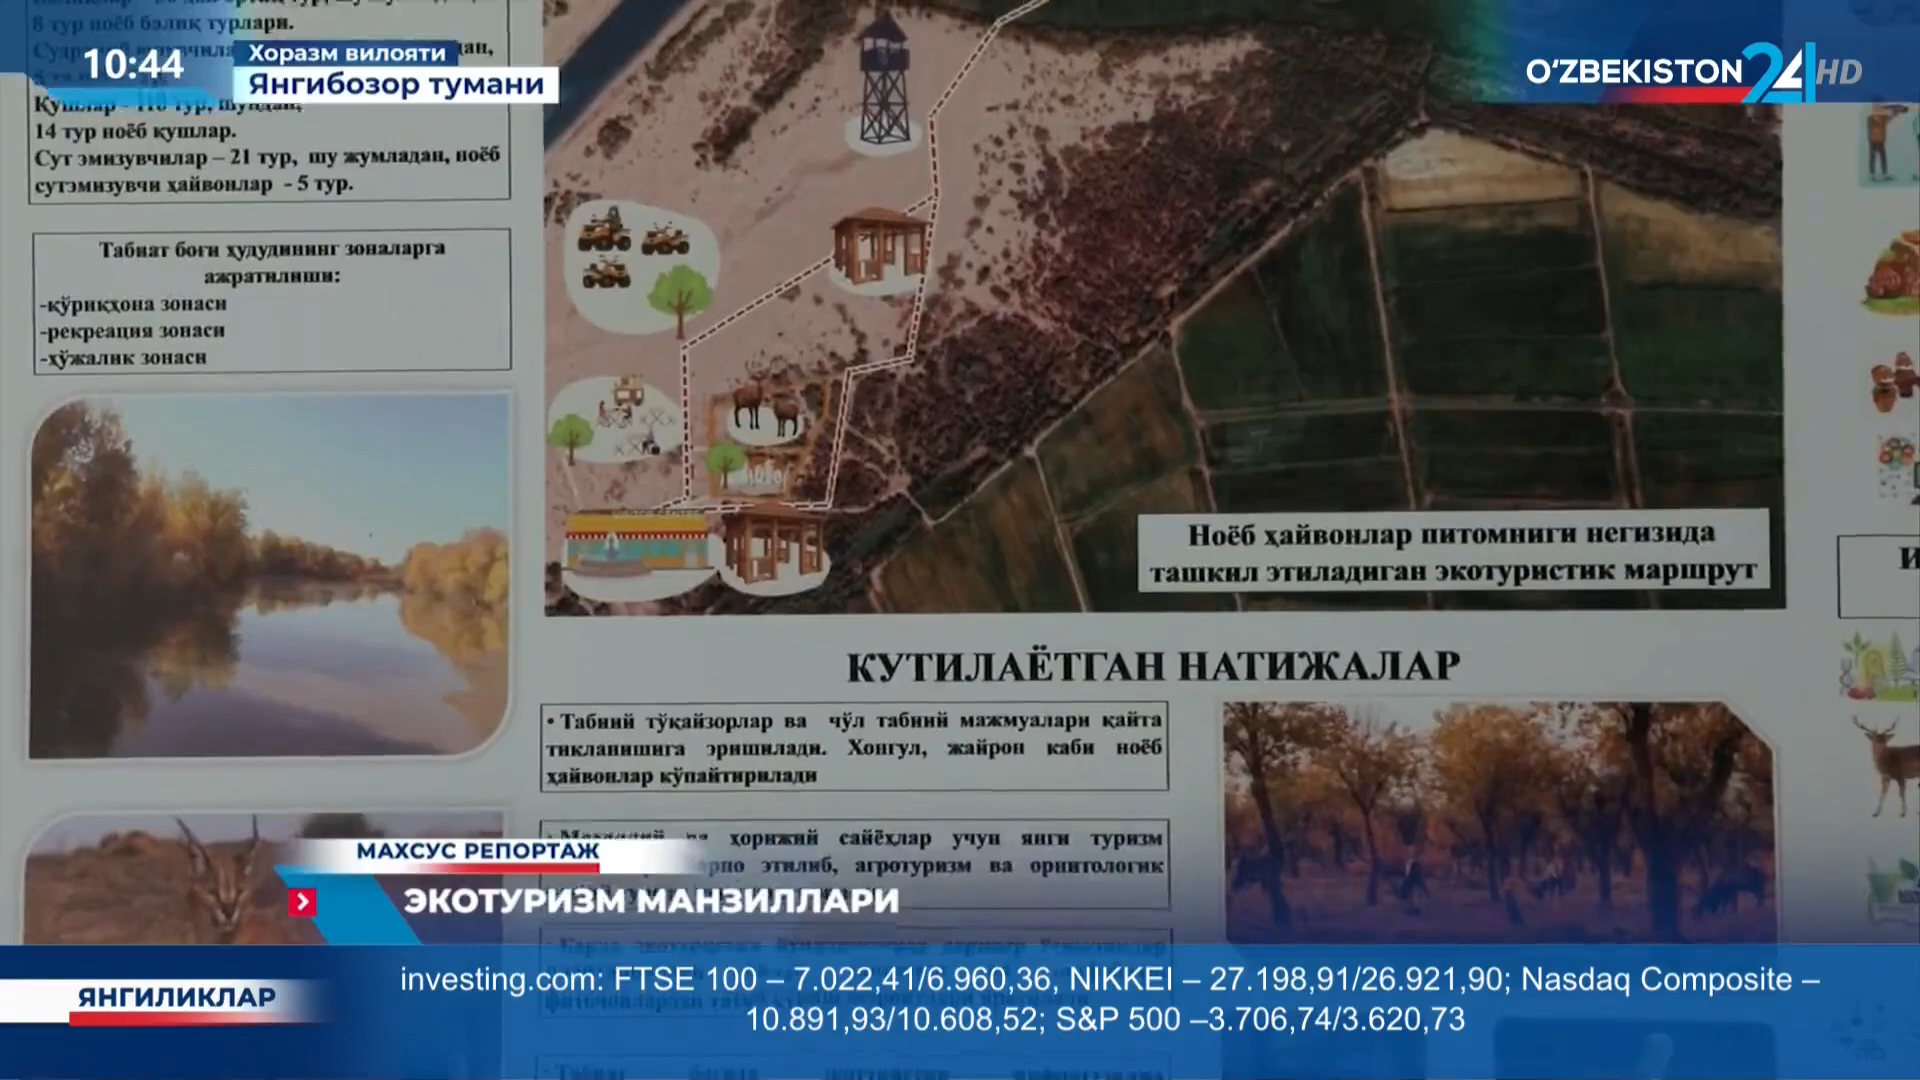 8 тур ноёб балиқ турлари.
10:44
Хоразм вилояти
Янгибозор тумани
O‘ZBEKISTON 24 HD
14 тур ноёб қушлар.
Сут эмизувчилар – 21 тур, шу жумладан, ноёб
сутэмизувчи ҳайвонлар - 5 тур.
Табиат боғи ҳудудининг зоналарга
ажратилиши:
-қўриқхона зонаси
-рекреация зонаси
-хўжалик зонаси
Ноёб ҳайвонлар питомниги негизида
ташкил этиладиган экотуристик маршрут
КУТИЛАЁТГАН НАТИЖАЛАР
• Табиий тўқайзорлар ва чўл табиий мажмуалари қайта
тикланишига эришилади. Хонгул, жайрон каби ноёб
ҳайвонлар кўпайтирилади
хорижий сайёҳлар учун янги туризм
этилиб, агротуризм ва орнитологик
МАХСУС РЕПОРТАЖ
ЭКОТУРИЗМ МАНЗИЛЛАРИ
ЯНГИЛИКЛАР
investing.com: FTSE 100 – 7.022,41/6.960,36, NIKKEI – 27.198,91/26.921,90; Nasdaq Composite –
10.891,93/10.608,52; S&P 500 –3.706,74/3.620,73